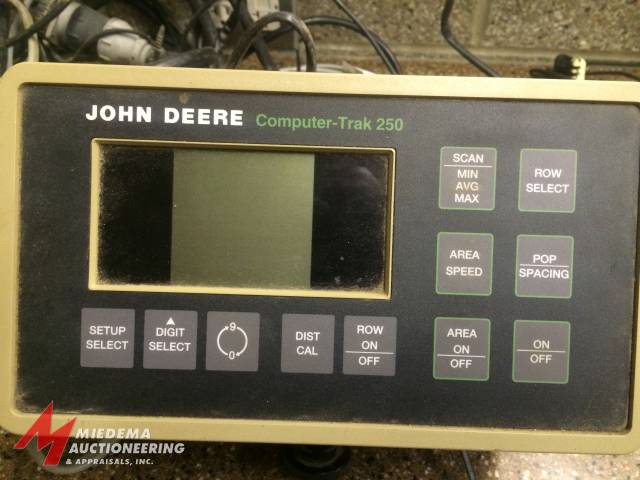 JOHN DEERE Computer-Trak 250
SCAN
MIN
AVG
MAX
ROW
SELECT
AREA
SPEED
POP
SPACING
SETUP
SELECT
▲
DIGIT
SELECT
9
0
DIST
CAL
ROW
ON
OFF
AREA
ON
OFF
ON
OFF
MIEDEMA
AUCTIONEERING
& APPRAISALS, INC.